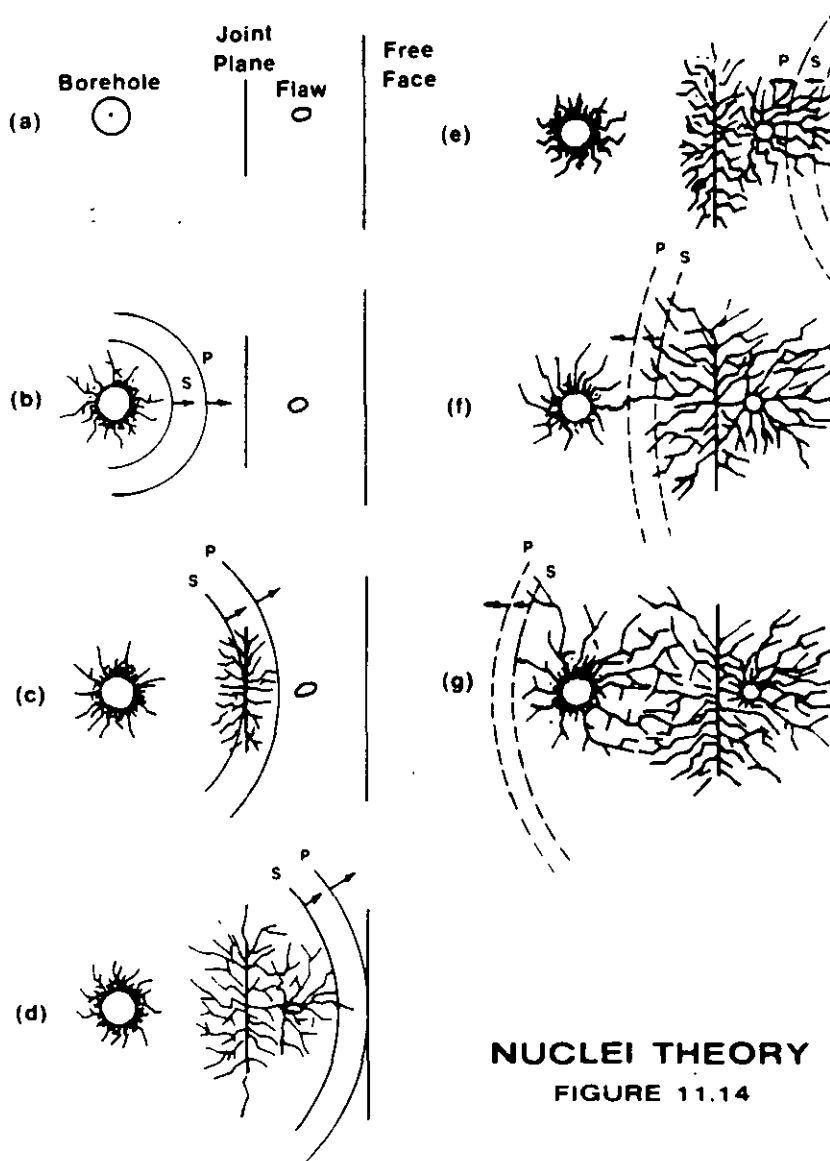 Joint
Plane
Free
Face
Borehole
Flaw
(a)
(b)
S
P
(c)
S
P
(d)
S
P
(e)
P
S
(f)
P
S
(g)
P
S
NUCLEI THEORY
FIGURE 11.14